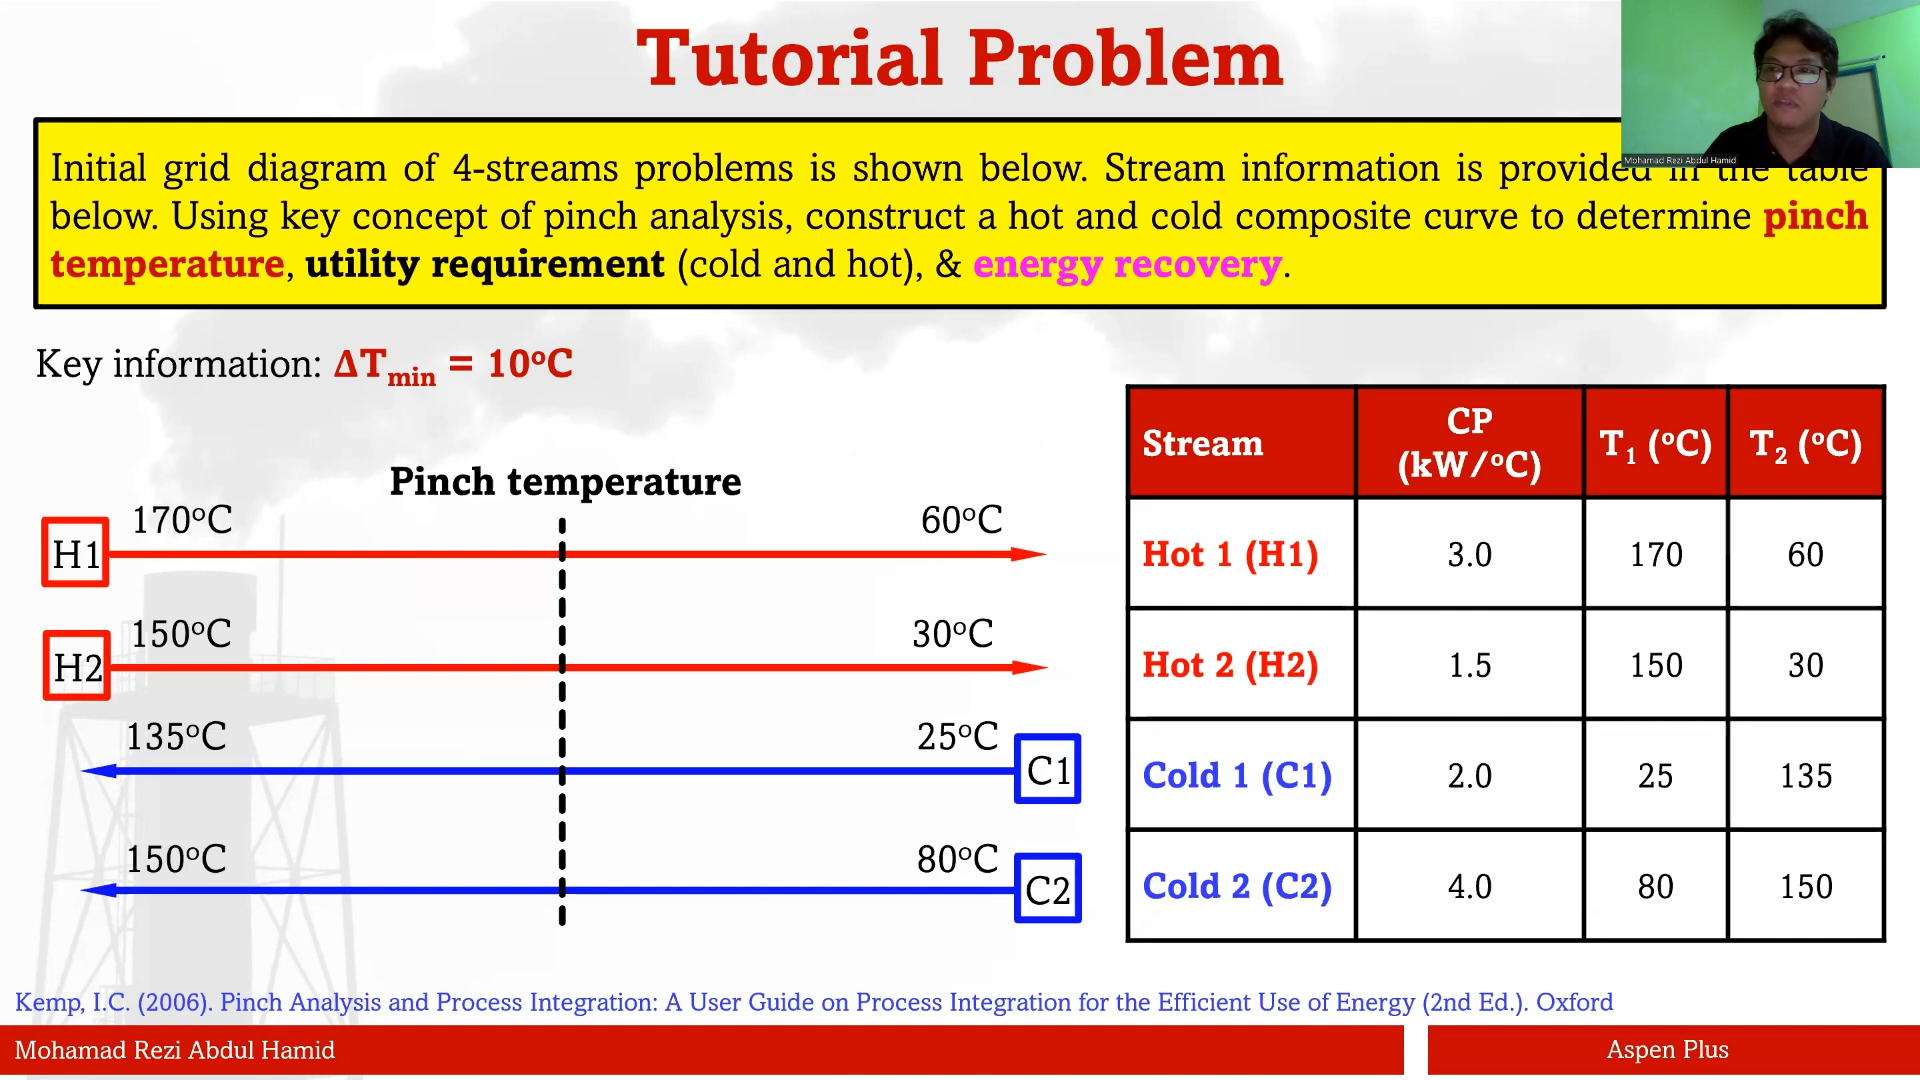 Tutorial Problem
Mohamad Rezi Abdul Hamid
Initial grid diagram of 4-streams problems is shown below. Stream information is provided in the table
below. Using key concept of pinch analysis, construct a hot and cold composite curve to determine pinch
temperature, utility requirement (cold and hot), & energy recovery.
Key information: ΔTmin = 10°C
Pinch temperature
H1 170°C 60°C
H2 150°C 30°C
135°C 25°C C1
150°C 80°C C2
Stream CP (kW/°C) T1 (°C) T2 (°C)
Hot 1 (H1) 3.0 170 60
Hot 2 (H2) 1.5 150 30
Cold 1 (C1) 2.0 25 135
Cold 2 (C2) 4.0 80 150
Kemp, I.C. (2006). Pinch Analysis and Process Integration: A User Guide on Process Integration for the Efficient Use of Energy (2nd Ed.). Oxford
Mohamad Rezi Abdul Hamid
Aspen Plus